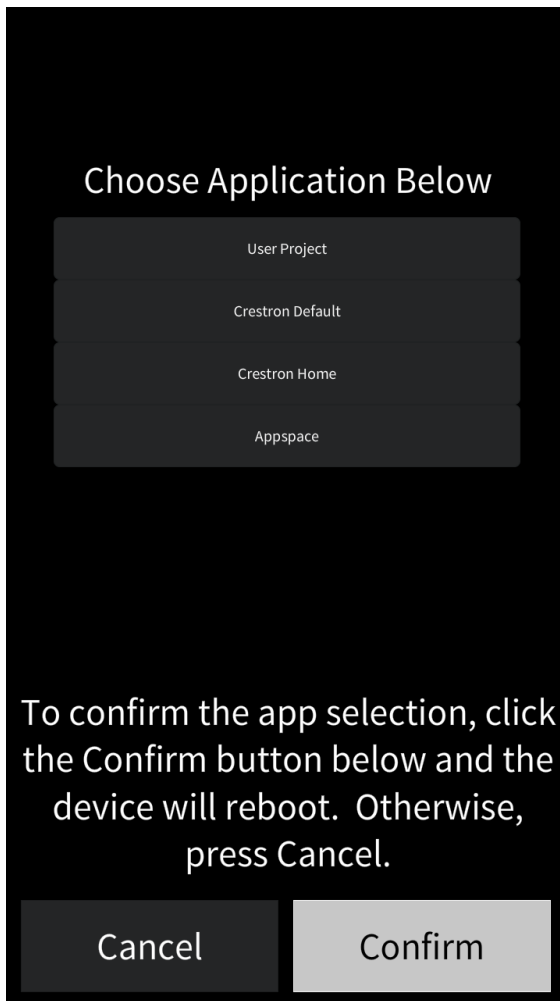 Choose Application Below
User Project
Crestron Default
Crestron Home
Appspace
To confirm the app selection, click
the Confirm button below and the
device will reboot.  Otherwise,
press Cancel.
Cancel
Confirm